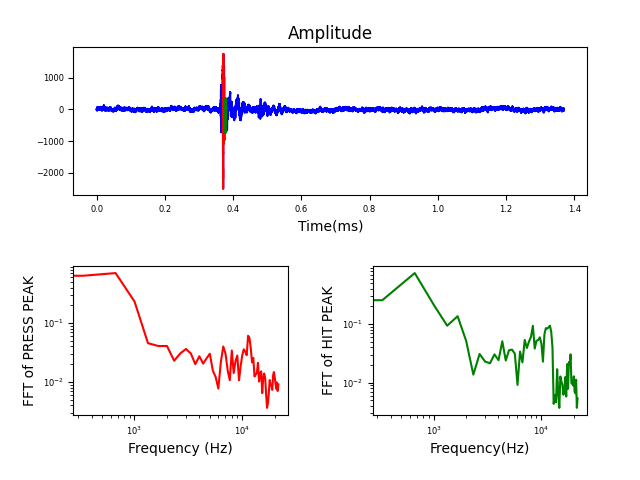 Amplitude
1000
0
−1000
−2000
0.0 0.2 0.4 0.6 0.8 1.0 1.2 1.4
Time(ms)
FFT of PRESS PEAK
10⁻¹
10⁻²
10³ 10⁴
Frequency (Hz)
FFT of HIT PEAK
10⁻¹
10⁻²
10³ 10⁴
Frequency(Hz)